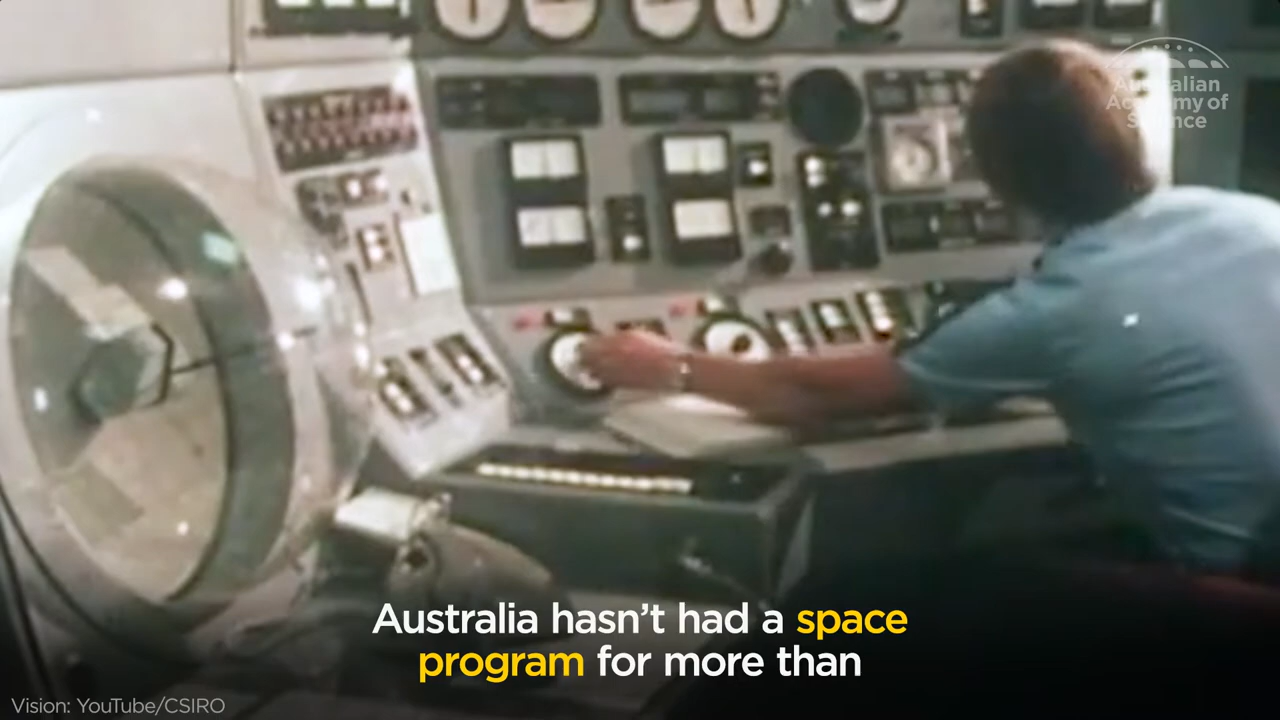 Australian
Academy of
Science
Australia hasn't had a space
program for more than
Vision: YouTube/CSIRO